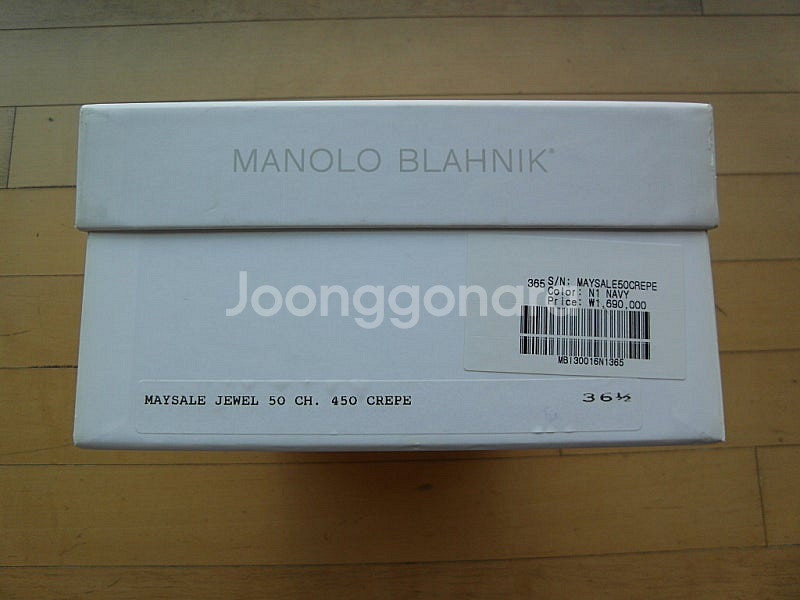 MANOLO BLAHNIK®
Joonggonara
365 S/N: MAYSALE50CREPE
Color: N1 NAVY
Price: ₩1,690,000
MBI30016N1365
MAYSALE JEWEL 50 CH. 450 CREPE 36½